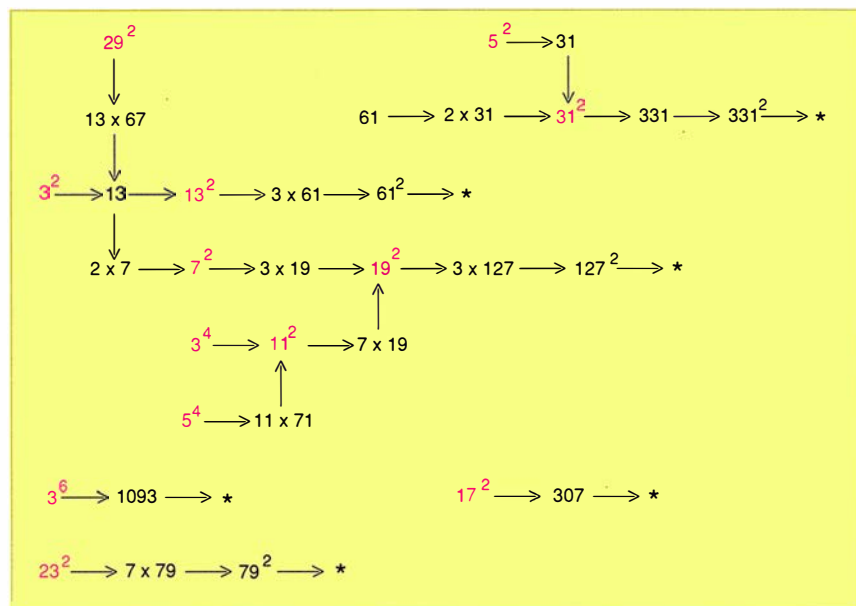 29² 5² → 31
↓ ↓
13 x 67 61 → 2 x 31 → 31² → 331 → 331² → *
↓
3² → 13 → 13² → 3 x 61 → 61² → *
↓
2 x 7 → 7² → 3 x 19 → 19² → 3 x 127 → 127² → *
↑
3⁴ → 11² → 7 x 19
↑
5⁴ → 11 x 71
3⁶ → 1093 → * 17² → 307 → *
23² → 7 x 79 → 79² → *